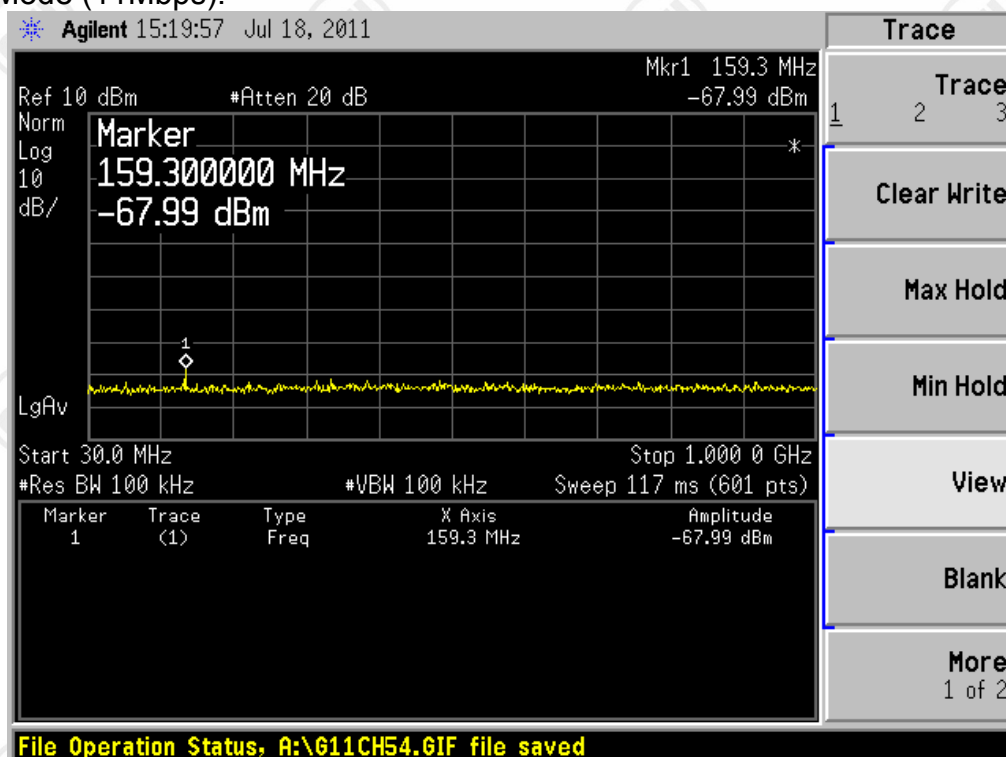 Mode (11Mbps):
Agilent 15:19:57 Jul 18, 2011
Trace
Mkr1 159.3 MHz
Ref 10 dBm #Atten 20 dB -67.99 dBm
Norm
Log
10
dB/
Marker
159.300000 MHz
-67.99 dBm
*
1
LgAv
Start 30.0 MHz Stop 1.000 0 GHz
#Res BW 100 kHz #VBW 100 kHz Sweep 117 ms (601 pts)
Marker Trace Type X Axis Amplitude
1 (1) Freq 159.3 MHz -67.99 dBm
Trace
1 2 3
Clear Write
Max Hold
Min Hold
View
Blank
More
1 of 2
File Operation Status, A:\G11CH54.GIF file saved